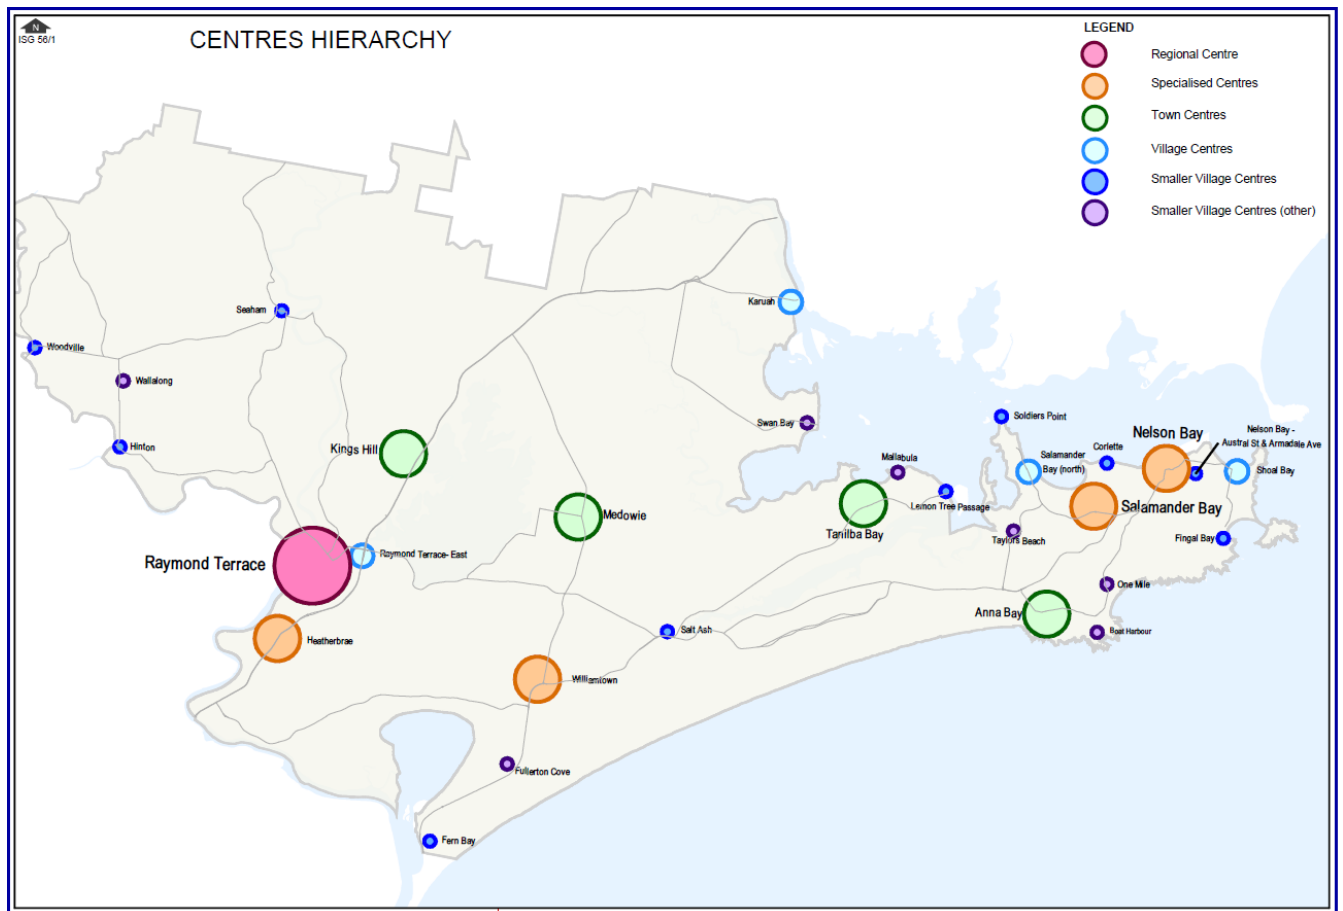 N
ISG 56/1
CENTRES HIERARCHY
LEGEND
Regional Centre
Specialised Centres
Town Centres
Village Centres
Smaller Village Centres
Smaller Village Centres (other)
Karuah
Seaham
Woodville
Wallalong
Hinton
Kings Hill
Swan Bay
Soldiers Point
Nelson Bay
Nelson Bay -
Austral St & Armadale Ave
Corlette
Salamander
Bay (north)
Shoal Bay
Mallabula
Lemon Tree Passage
Salamander Bay
Medowie
Tanilba Bay
Taylors Beach
Fingal Bay
Raymond Terrace- East
Raymond Terrace
One Mile
Anna Bay
Boat Harbour
Salt Ash
Heatherbrae
Williamtown
Fullerton Cove
Fern Bay